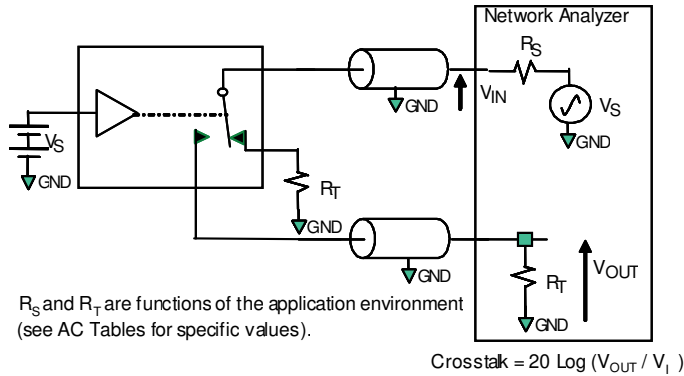 Network Analyzer
RS
VIN
VS
GND
GND
VS
GND
RT
GND
GND
VOUT
RT
GND
RS and RT are functions of the application environment
(see AC Tables for specific values).
Crosstalk = 20 Log (VOUT / VI )